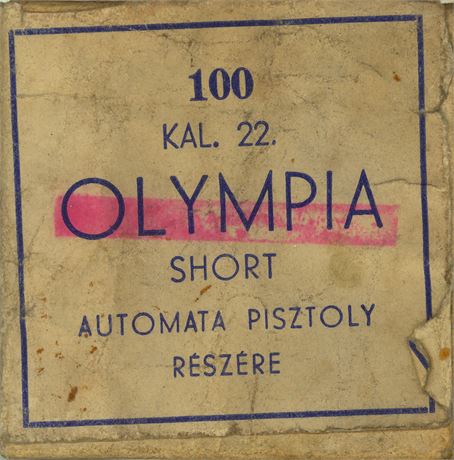 100
KAL. 22.
OLYMPIA
SHORT
AUTOMATA PISZTOLY
RÉSZÉRE